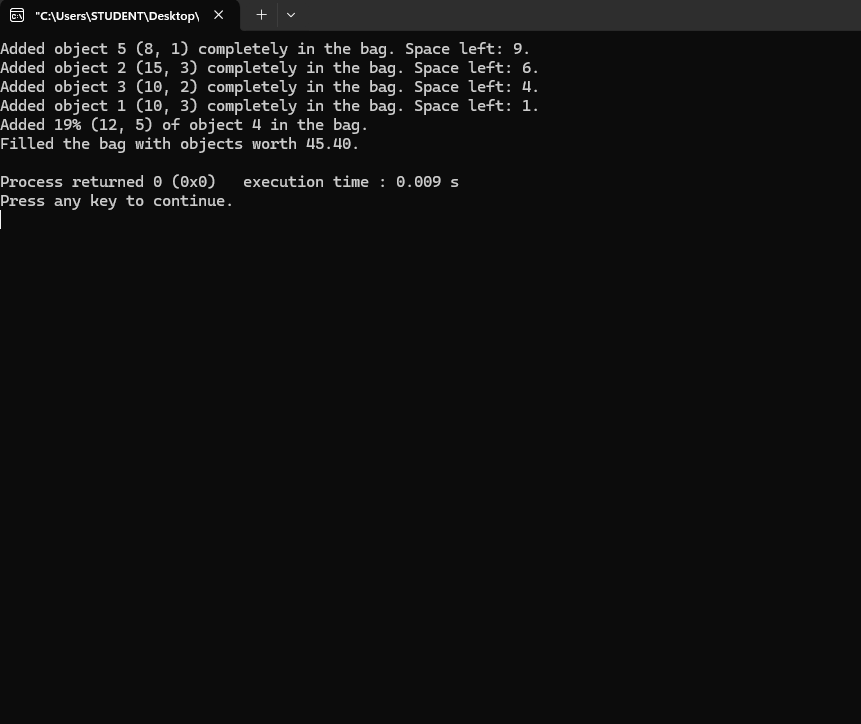 "C:\Users\STUDENT\Desktop\
Added object 5 (8, 1) completely in the bag. Space left: 9.
Added object 2 (15, 3) completely in the bag. Space left: 6.
Added object 3 (10, 2) completely in the bag. Space left: 4.
Added object 1 (10, 3) completely in the bag. Space left: 1.
Added 19% (12, 5) of object 4 in the bag.
Filled the bag with objects worth 45.40.
Process returned 0 (0x0)   execution time : 0.009 s
Press any key to continue.